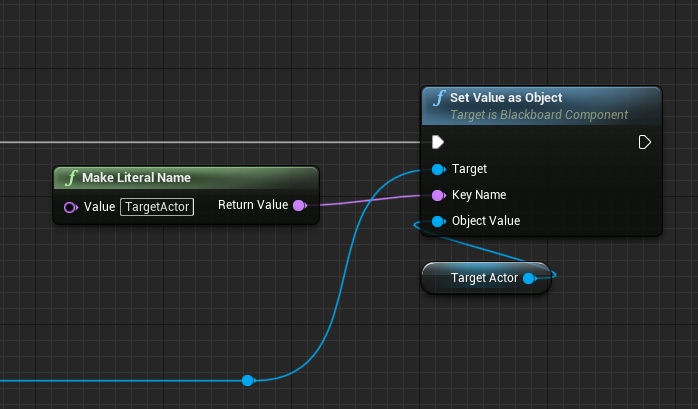 f Set Value as Object
Target is Blackboard Component
Target
f Make Literal Name
Value TargetActor Return Value
Key Name
Object Value
Target Actor